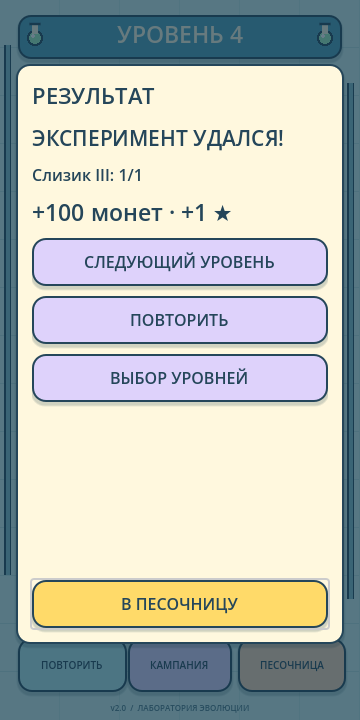 УРОВЕНЬ 4
РЕЗУЛЬТАТ
ЭКСПЕРИМЕНТ УДАЛСЯ!
Слизик III: 1/1
+100 монет · +1 ★
СЛЕДУЮЩИЙ УРОВЕНЬ
ПОВТОРИТЬ
ВЫБОР УРОВНЕЙ
В ПЕСОЧНИЦУ
ПОВТОРИТЬ
КАМПАНИЯ
ПЕСОЧНИЦА
v2.0 / ЛАБОРАТОРИЯ ЭВОЛЮЦИИ